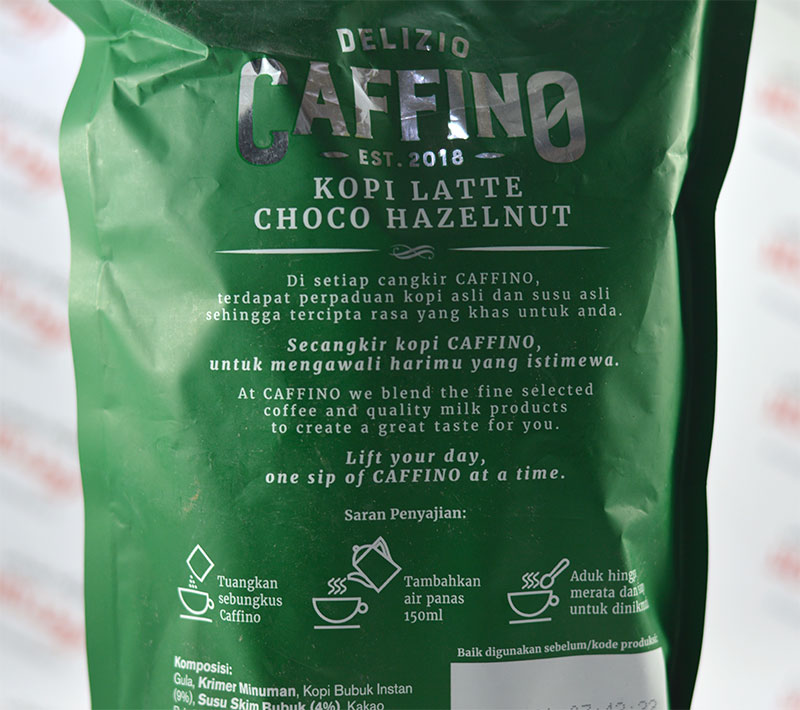 DELIZIO
CAFFINO
EST. 2018
KOPI LATTE
CHOCO HAZELNUT
Di setiap cangkir CAFFINO,
terdapat perpaduan kopi asli dan susu asli
sehingga tercipta rasa yang khas untuk anda.
Secangkir kopi CAFFINO,
untuk mengawali harimu yang istimewa.
At CAFFINO we blend the fine selected
coffee and quality milk products
to create a great taste for you.
Lift your day,
one sip of CAFFINO at a time.
Saran Penyajian:
Tuangkan
sebungkus
Caffino
Tambahkan
air panas
150ml
Aduk
merata dan
untuk
Baik digunakan sebelum/kode produksi:
Komposisi:
Gula, Krimer Minuman, Kopi Bubuk Instan
(9%), Susu Skim Bubuk (4%), Kakao